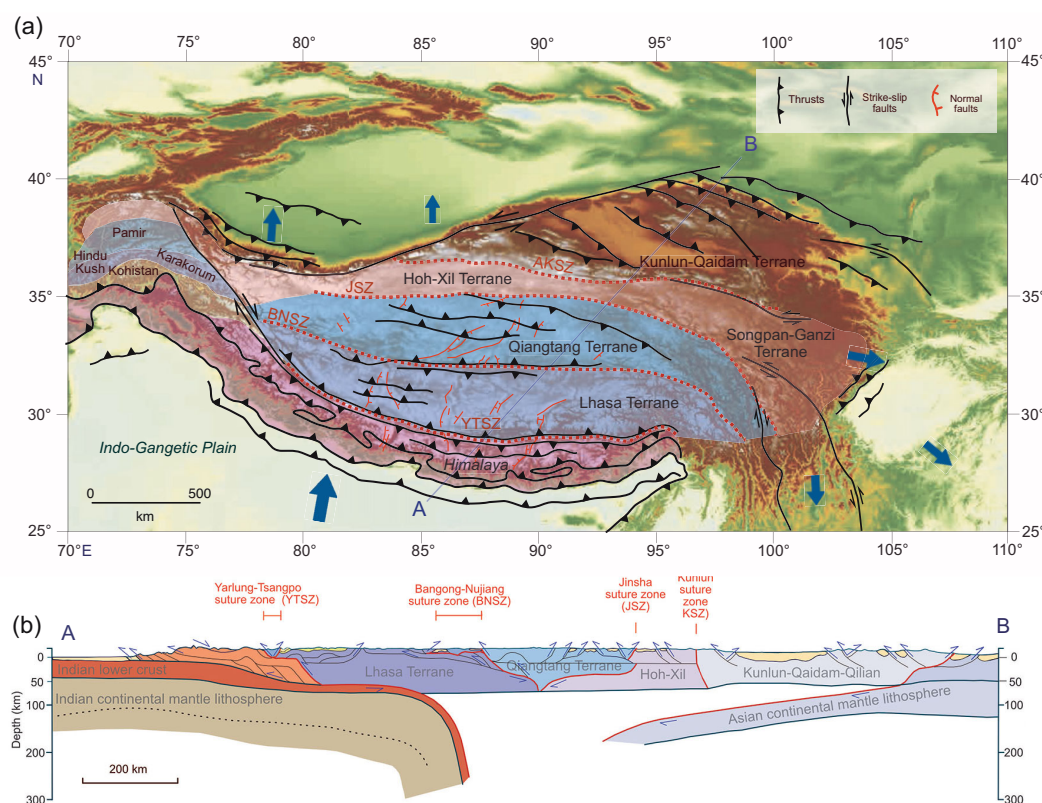 (a)
70° 75° 80° 85° 90° 95° 100° 105° 110°
45° 45°
N
Thrusts
Strike-slip
faults
Normal
faults
B
40° 40°
Pamir
Hindu
Kush
Kohistan
Karakorum
AKSZ
Kunlun-Qaidam Terrane
Hoh-Xil Terrane
JSZ
35° 35°
BNSZ
Songpan-Ganzi
Terrane
Qiangtang Terrane
Lhasa Terrane
30° 30°
YTSZ
Indo-Gangetic Plain
Himalaya
0 500
km
A
25° 25°
70°E 75° 80° 85° 90° 95° 100° 105° 110°
Yarlung-Tsangpo
suture zone (YTSZ)
Bangong-Nujiang
suture zone (BNSZ)
Jinsha
suture zone
(JSZ)
Kunlun
suture
zone
KSZ)
(b)
A B
0 0
Indian lower crust
Lhasa Terrane
Qiangtang Terrane
Hoh-Xil
Kunlun-Qaidam-Qilian
50 50
Indian continental mantle lithosphere
Asian continental mantle lithosphere
100 100
Depth (km)
200 200
200 km
300 300